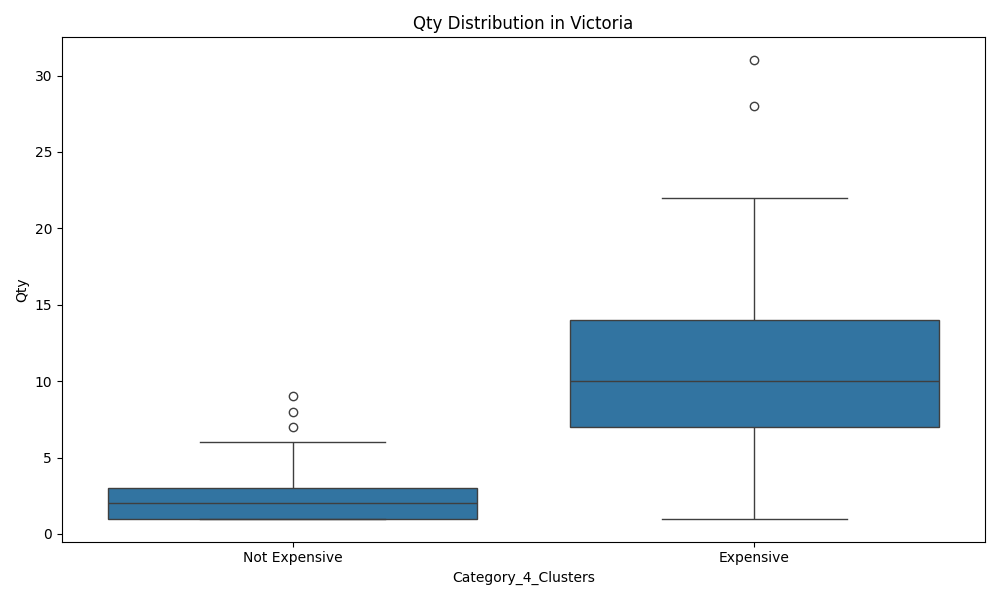 Qty Distribution in Victoria
30
25
20
15
10
5
0
Qty
Not Expensive
Expensive
Category_4_Clusters